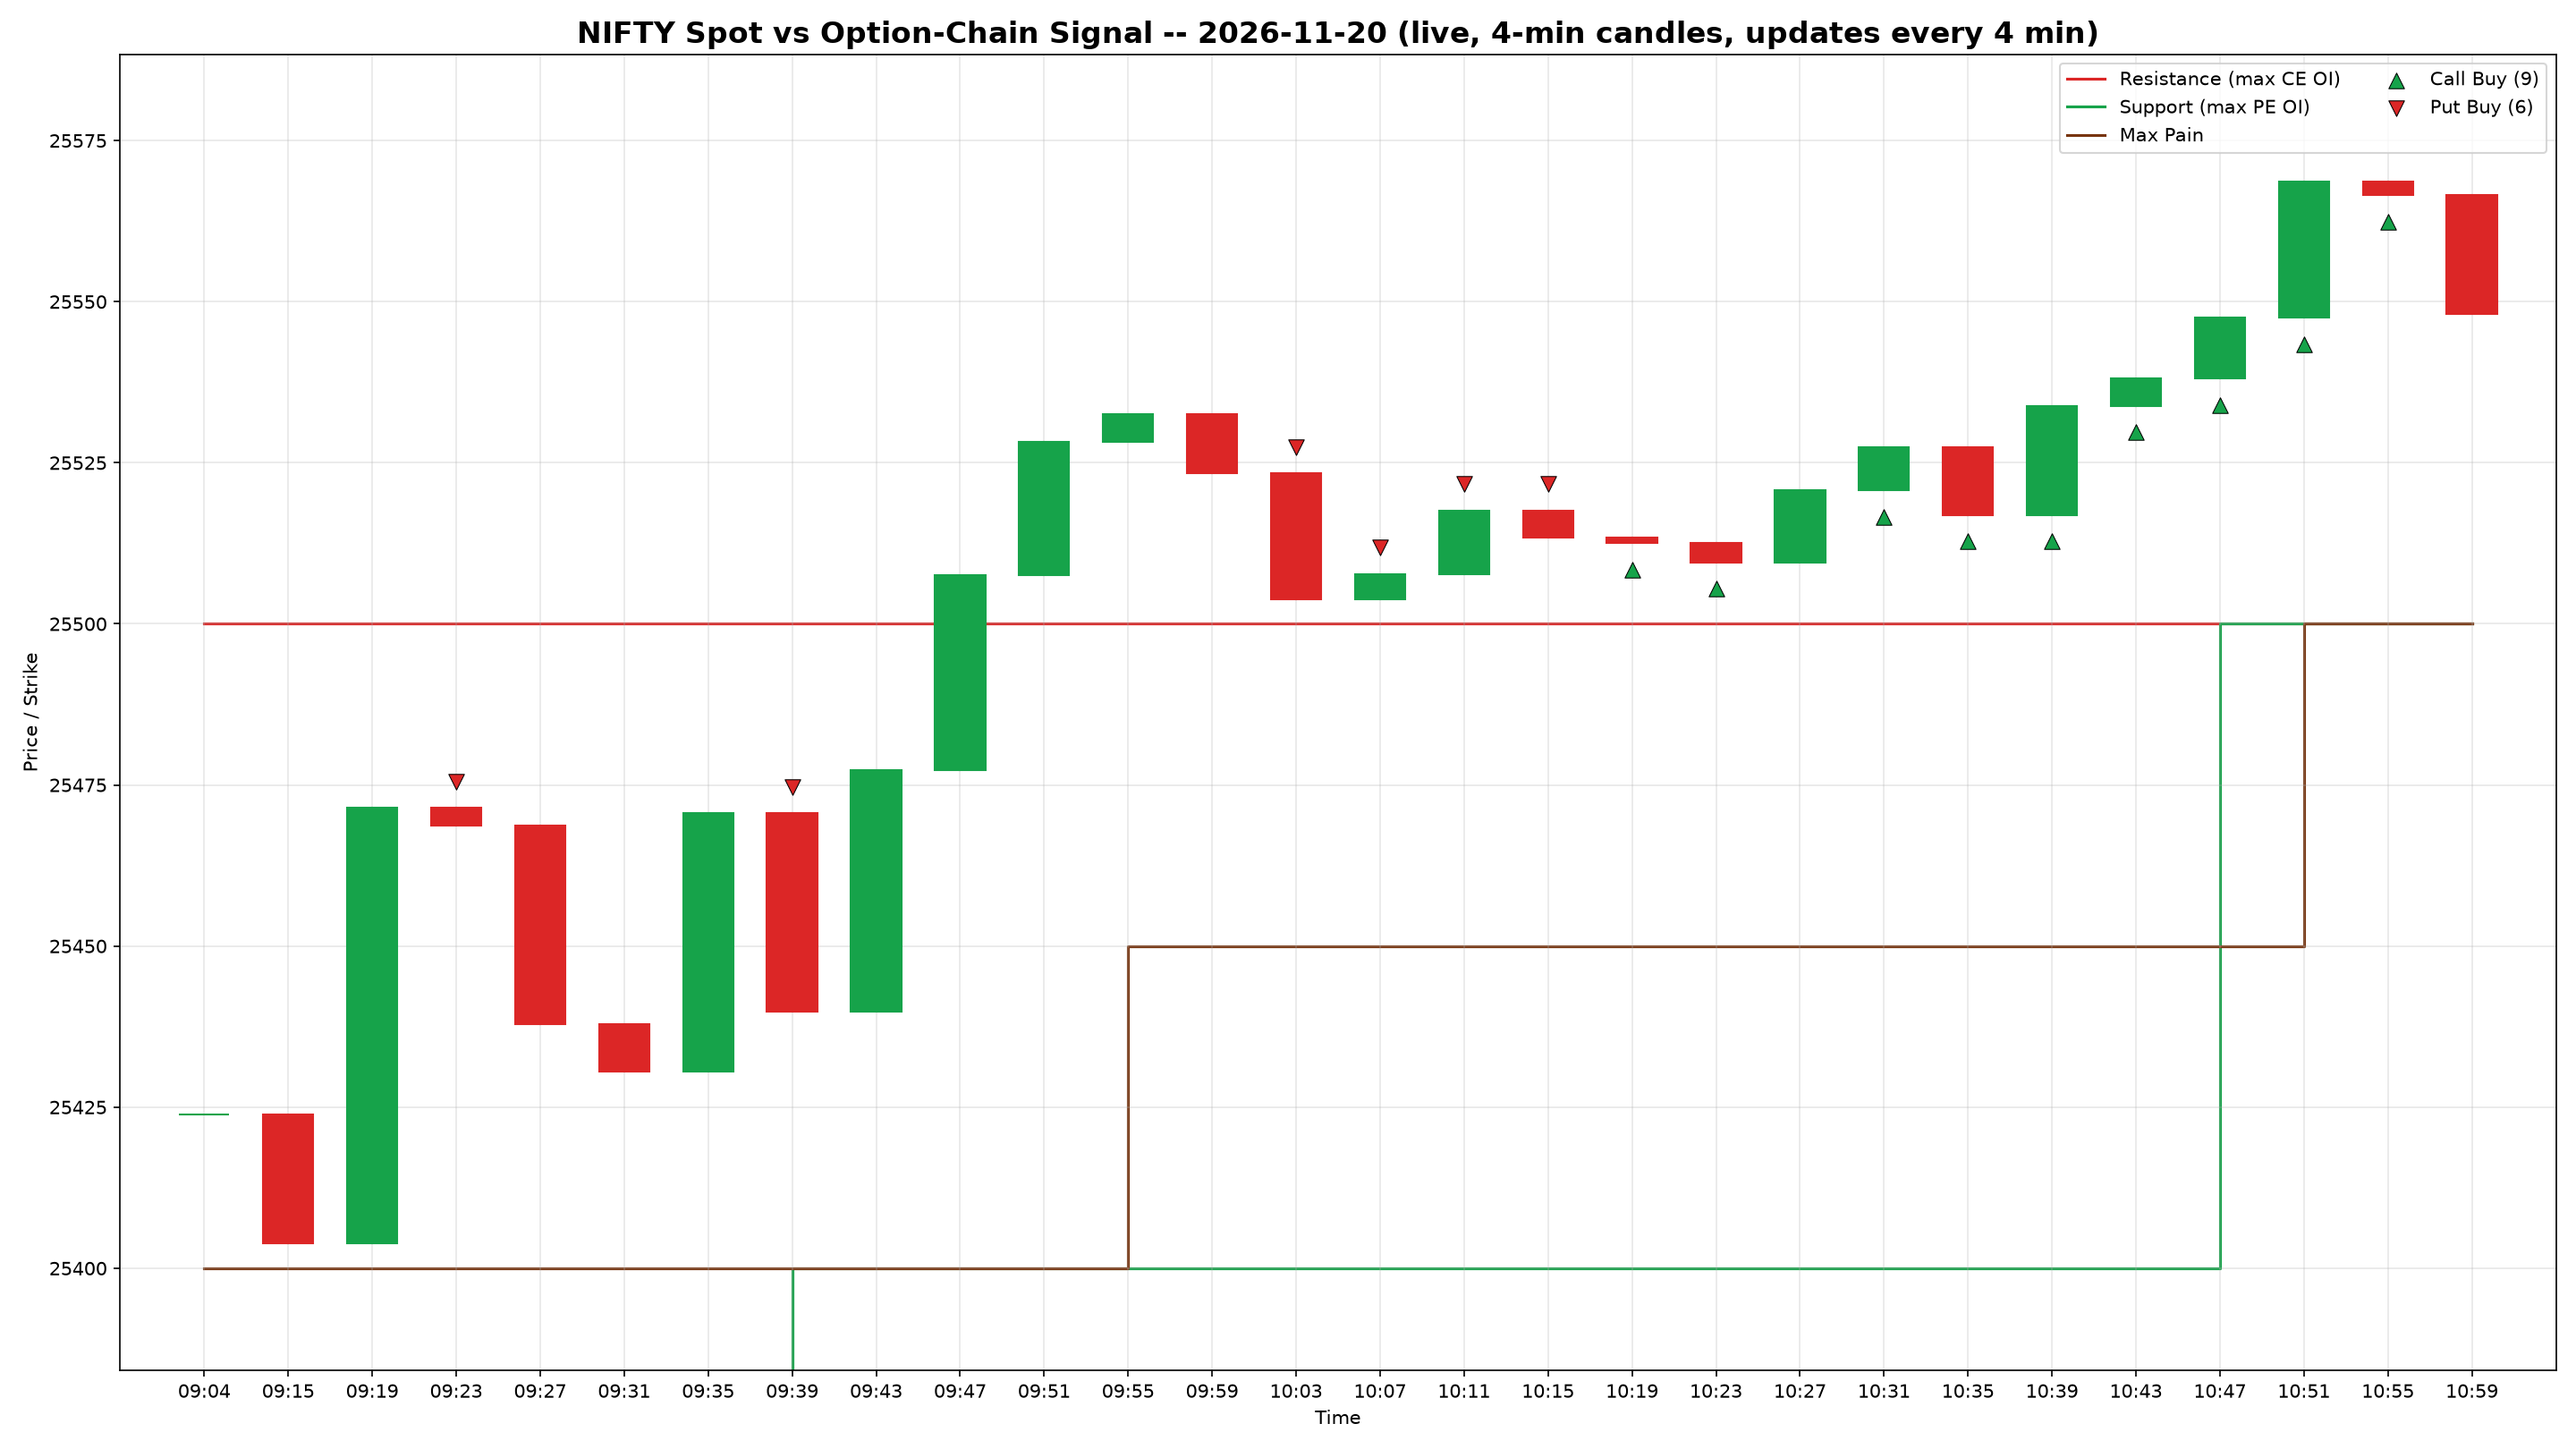 NIFTY Spot vs Option-Chain Signal -- 2026-11-20 (live, 4-min candles, updates every 4 min)
Resistance (max CE OI)
Support (max PE OI)
Max Pain
Call Buy (9)
Put Buy (6)
Price / Strike
25575
25550
25525
25500
25475
25450
25425
25400
09:04 09:15 09:19 09:23 09:27 09:31 09:35 09:39 09:43 09:47 09:51 09:55 09:59 10:03 10:07 10:11 10:15 10:19 10:23 10:27 10:31 10:35 10:39 10:43 10:47 10:51 10:55 10:59
Time